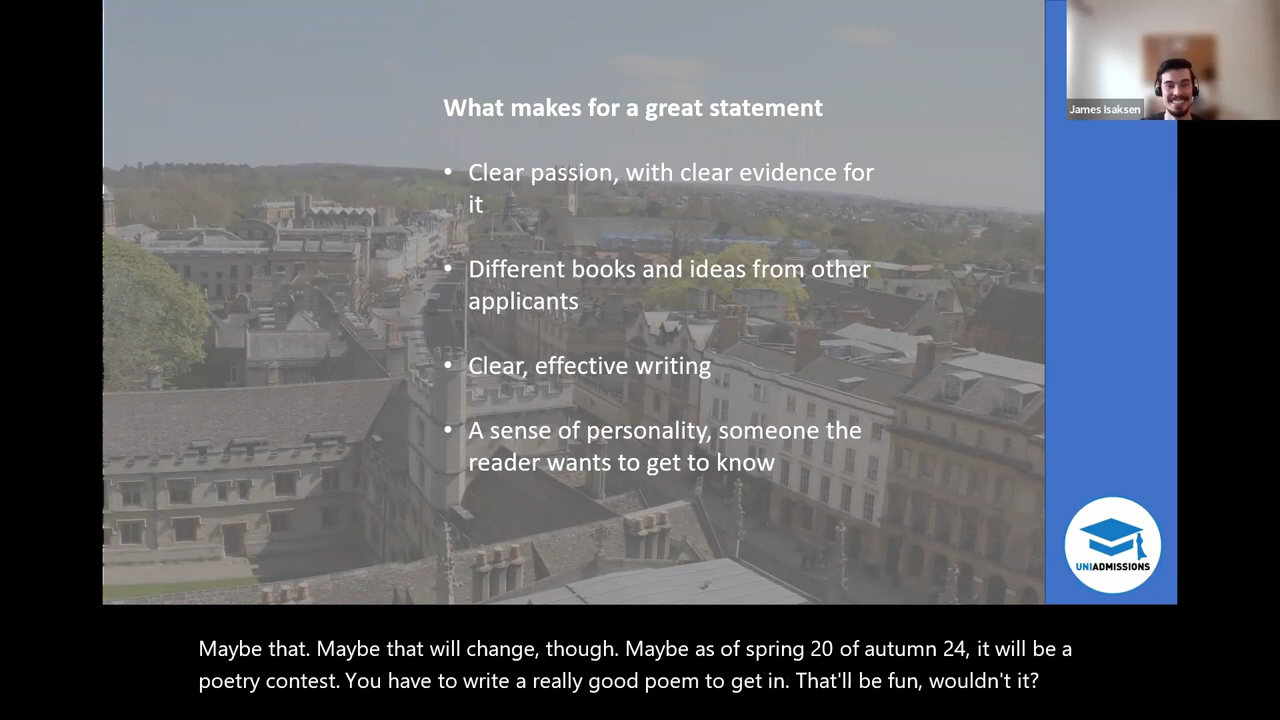 What makes for a great statement
• Clear passion, with clear evidence for
it
• Different books and ideas from other
applicants
• Clear, effective writing
• A sense of personality, someone the
reader wants to get to know
James Isaksen
UNIADMISSIONS
Maybe that. Maybe that will change, though. Maybe as of spring 20 of autumn 24, it will be a
poetry contest. You have to write a really good poem to get in. That'll be fun, wouldn't it?